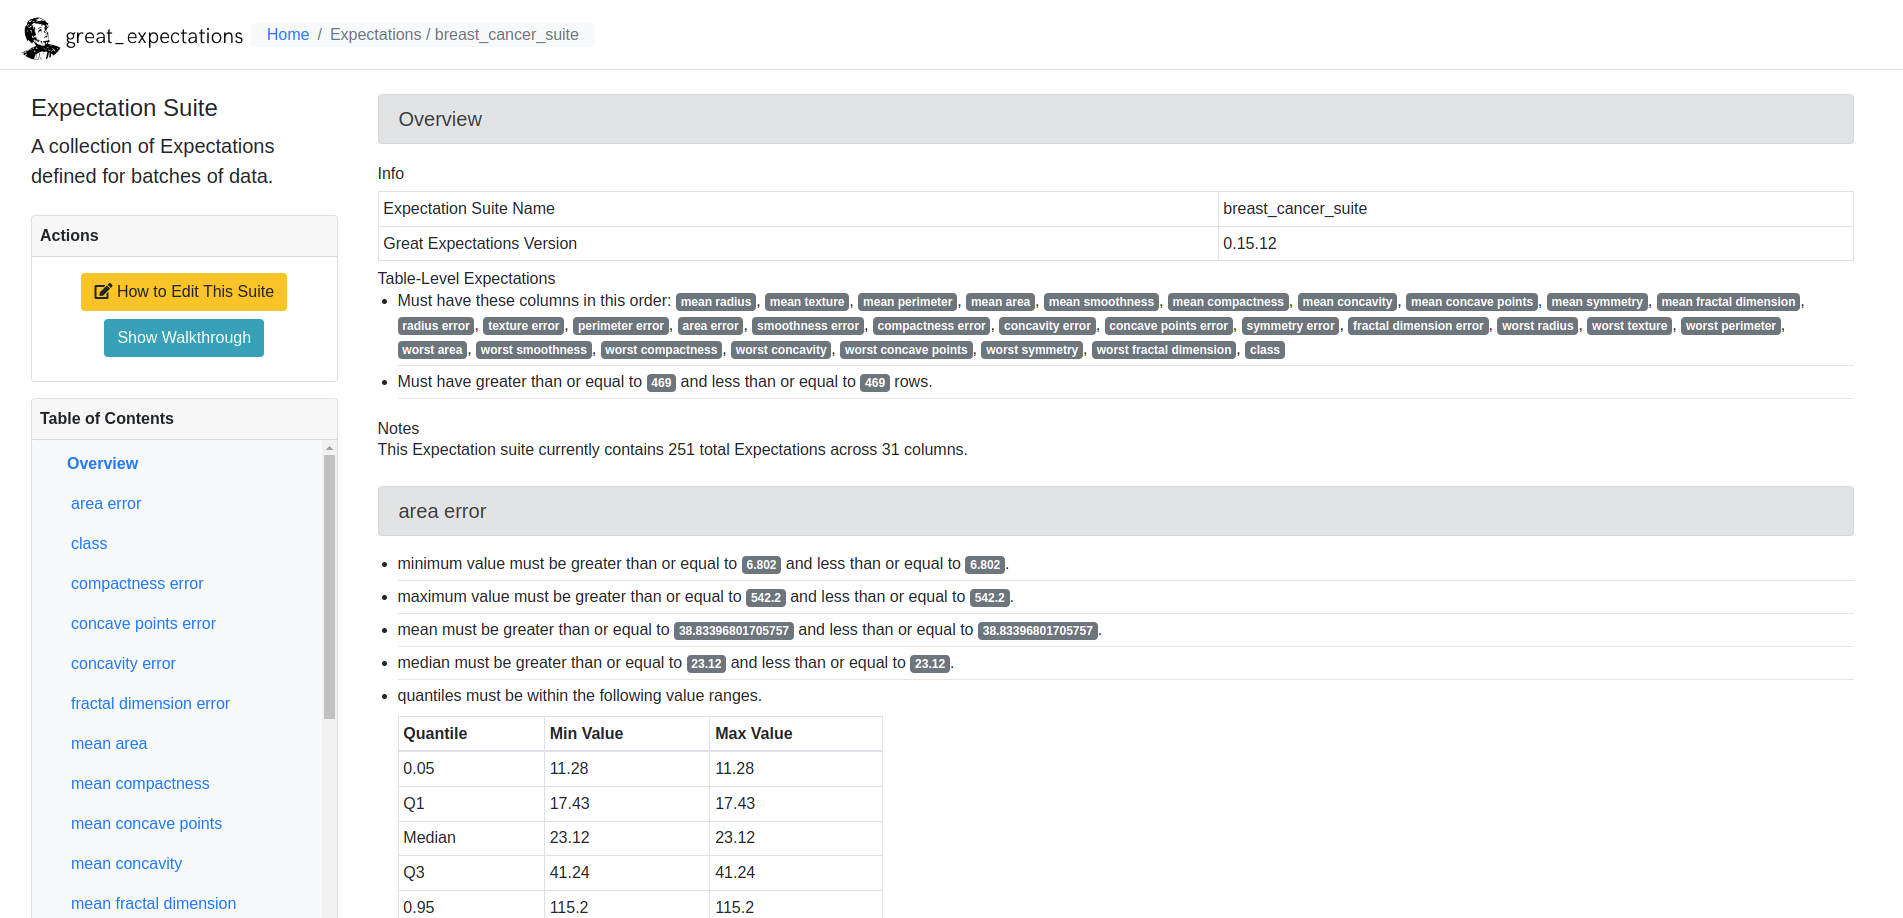 great_expectations
Home / Expectations / breast_cancer_suite
Expectation Suite
A collection of Expectations
defined for batches of data.
Actions
How to Edit This Suite
Show Walkthrough
Table of Contents
Overview
area error
class
compactness error
concave points error
concavity error
fractal dimension error
mean area
mean compactness
mean concave points
mean concavity
mean fractal dimension
Overview
Info
Expectation Suite Name breast_cancer_suite
Great Expectations Version 0.15.12
Table-Level Expectations
• Must have these columns in this order: mean radius, mean texture, mean perimeter, mean area, mean smoothness, mean compactness, mean concavity, mean concave points, mean symmetry, mean fractal dimension,
radius error, texture error, perimeter error, area error, smoothness error, compactness error, concavity error, concave points error, symmetry error, fractal dimension error, worst radius, worst texture, worst perimeter,
worst area, worst smoothness, worst compactness, worst concavity, worst concave points, worst symmetry, worst fractal dimension, class
• Must have greater than or equal to 469 and less than or equal to 469 rows.
Notes
This Expectation suite currently contains 251 total Expectations across 31 columns.
area error
• minimum value must be greater than or equal to 6.802 and less than or equal to 6.802.
• maximum value must be greater than or equal to 542.2 and less than or equal to 542.2.
• mean must be greater than or equal to 38.83396801705757 and less than or equal to 38.83396801705757.
• median must be greater than or equal to 23.12 and less than or equal to 23.12.
• quantiles must be within the following value ranges.
Quantile Min Value Max Value
0.05 11.28 11.28
Q1 17.43 17.43
Median 23.12 23.12
Q3 41.24 41.24
0.95 115.2 115.2